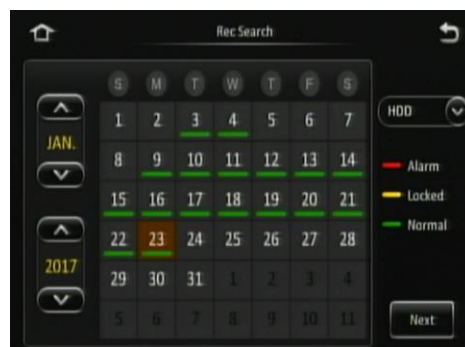 Rec Search
S M T W T F S
1 2 3 4 5 6 7
8 9 10 11 12 13 14
15 16 17 18 19 20 21
22 23 24 25 26 27 28
29 30 31 1 2 3 4
5 6 7 8 9 10 11
JAN.
2017
HDD
Alarm
Locked
Normal
Next